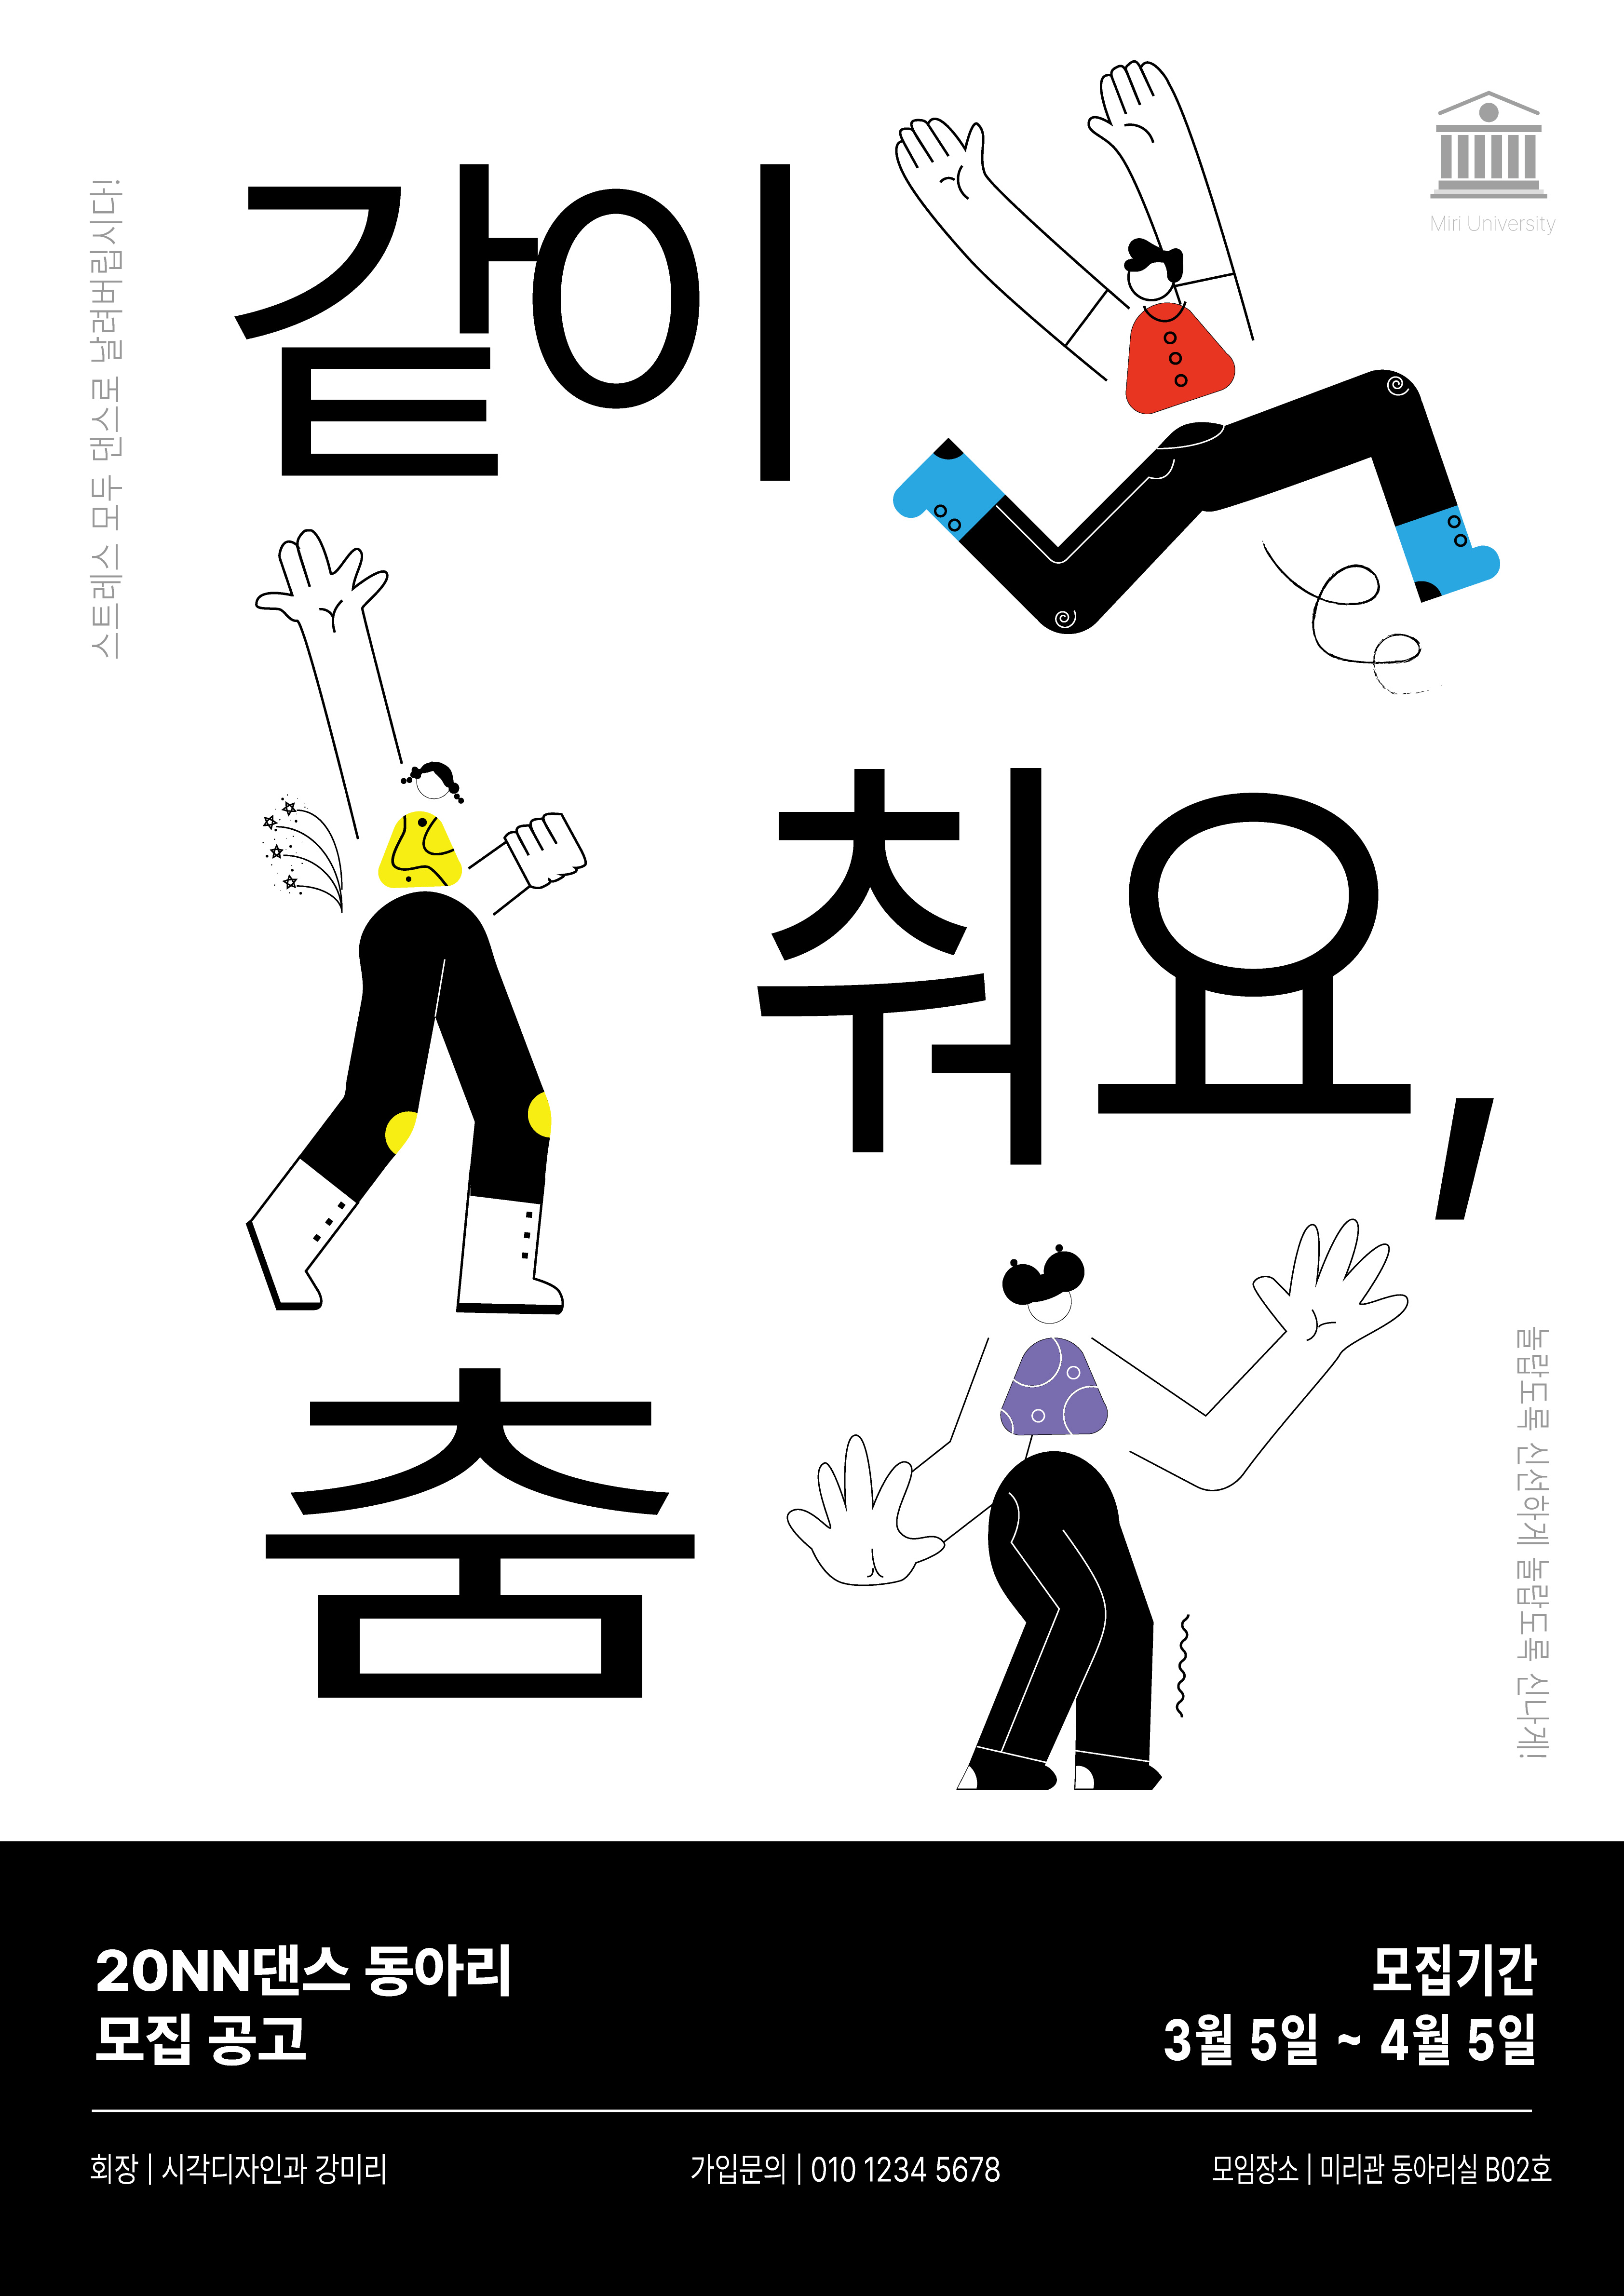 Miri University
스트레스 모두 댄스로 날려버립시다!
같이
춰요,
춤
놀랍도록 신선하게 놀랍도록 신나게!
20NN댄스 동아리
모집 공고
모집기간
3월 5일 ~ 4월 5일
회장 | 시각디자인과 강미리
가입문의 | 010 1234 5678
모임장소 | 미리관 동아리실 B02호